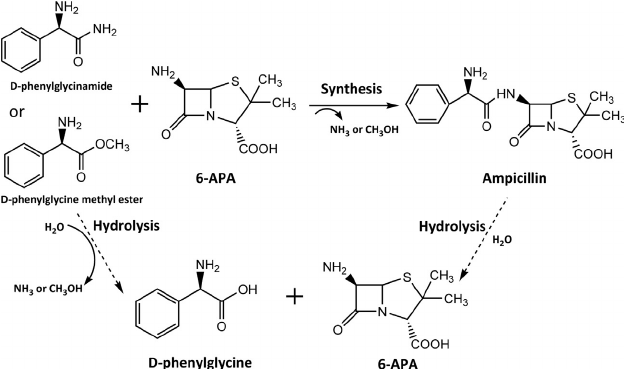 NH₂
NH₂
O
D-phenylglycinamide
or
NH₂
OCH₃
O
D-phenylglycine methyl ester
+
NH₂
S
CH₃
CH₃
N
O
COOH
6-APA
Synthesis
NH₃ or CH₃OH
NH₂
HN
S
CH₃
CH₃
O
N
O
COOH
Ampicillin
H₂O
Hydrolysis
NH₃ or CH₃OH
Hydrolysis
H₂O
NH₂
OH
O
D-phenylglycine
+
NH₂
S
CH₃
CH₃
N
O
COOH
6-APA